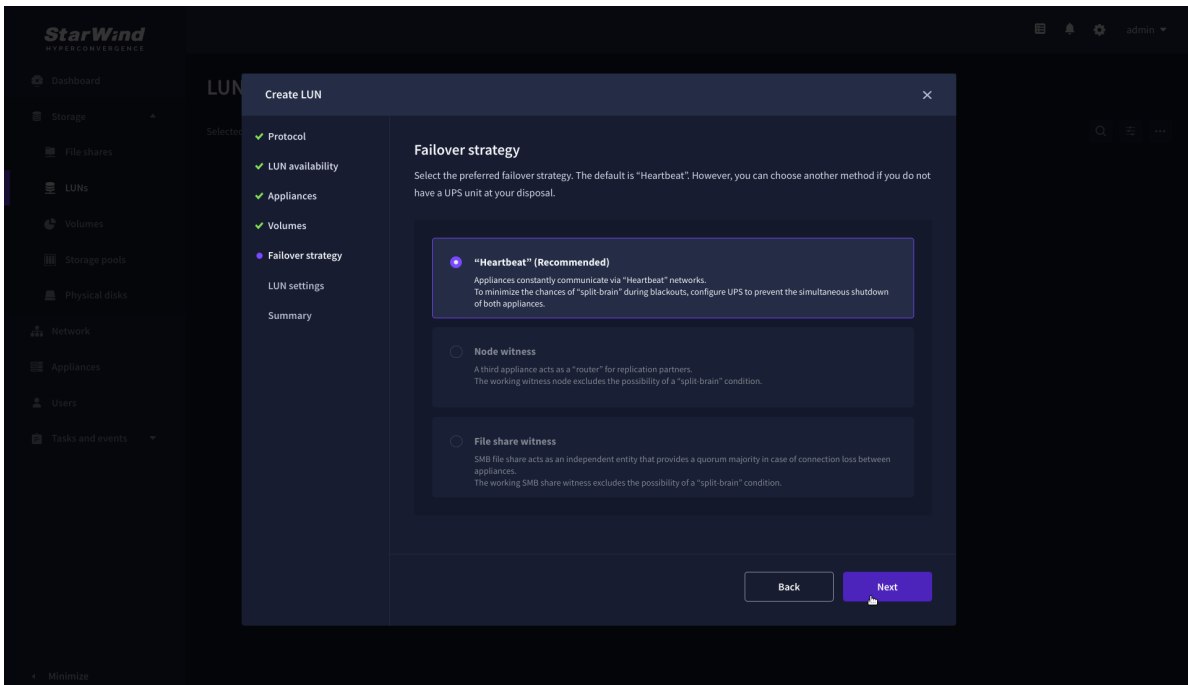 StarWind
HYPERCONVERGENCE
admin
Dashboard
Storage
File shares
LUNs
Volumes
Storage pools
Physical disks
Network
Appliances
Users
Tasks and events
Minimize
LUN
Selected
Create LUN
Protocol
LUN availability
Appliances
Volumes
Failover strategy
LUN settings
Summary
Failover strategy
Select the preferred failover strategy. The default is “Heartbeat”. However, you can choose another method if you do not
have a UPS unit at your disposal.
“Heartbeat” (Recommended)
Appliances constantly communicate via “Heartbeat” networks.
To minimize the chances of “split-brain” during blackouts, configure UPS to prevent the simultaneous shutdown
of both appliances.
Node witness
A third appliance acts as a “router” for replication partners.
The working witness node excludes the possibility of a “split-brain” condition.
File share witness
SMB file share acts as an independent entity that provides a quorum majority in case of connection loss between
appliances.
The working SMB share witness excludes the possibility of a “split-brain” condition.
Back
Next